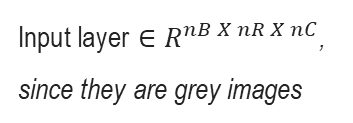 Input layer ∈ R^{nB X nR X nC},
since they are grey images